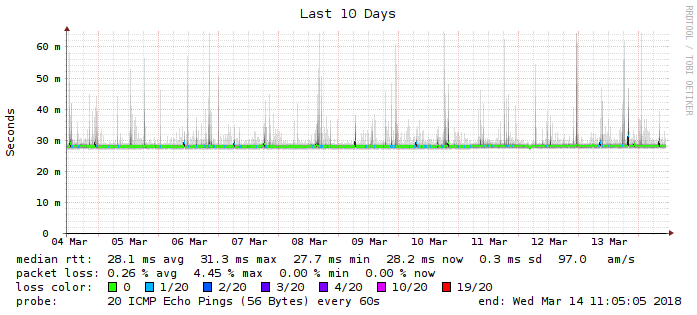 Last 10 Days
RRDTOOL / TOBI OETIKER
Seconds
60 m
50 m
40 m
30 m
20 m
10 m
0
04 Mar 05 Mar 06 Mar 07 Mar 08 Mar 09 Mar 10 Mar 11 Mar 12 Mar 13 Mar
median rtt: 28.1 ms avg 31.3 ms max 27.7 ms min 28.2 ms now 0.3 ms sd 97.0 am/s
packet loss: 0.26 % avg 4.45 % max 0.00 % min 0.00 % now
loss color: 0 1/20 2/20 3/20 4/20 10/20 19/20
probe: 20 ICMP Echo Pings (56 Bytes) every 60s end: Wed Mar 14 11:05:05 2018